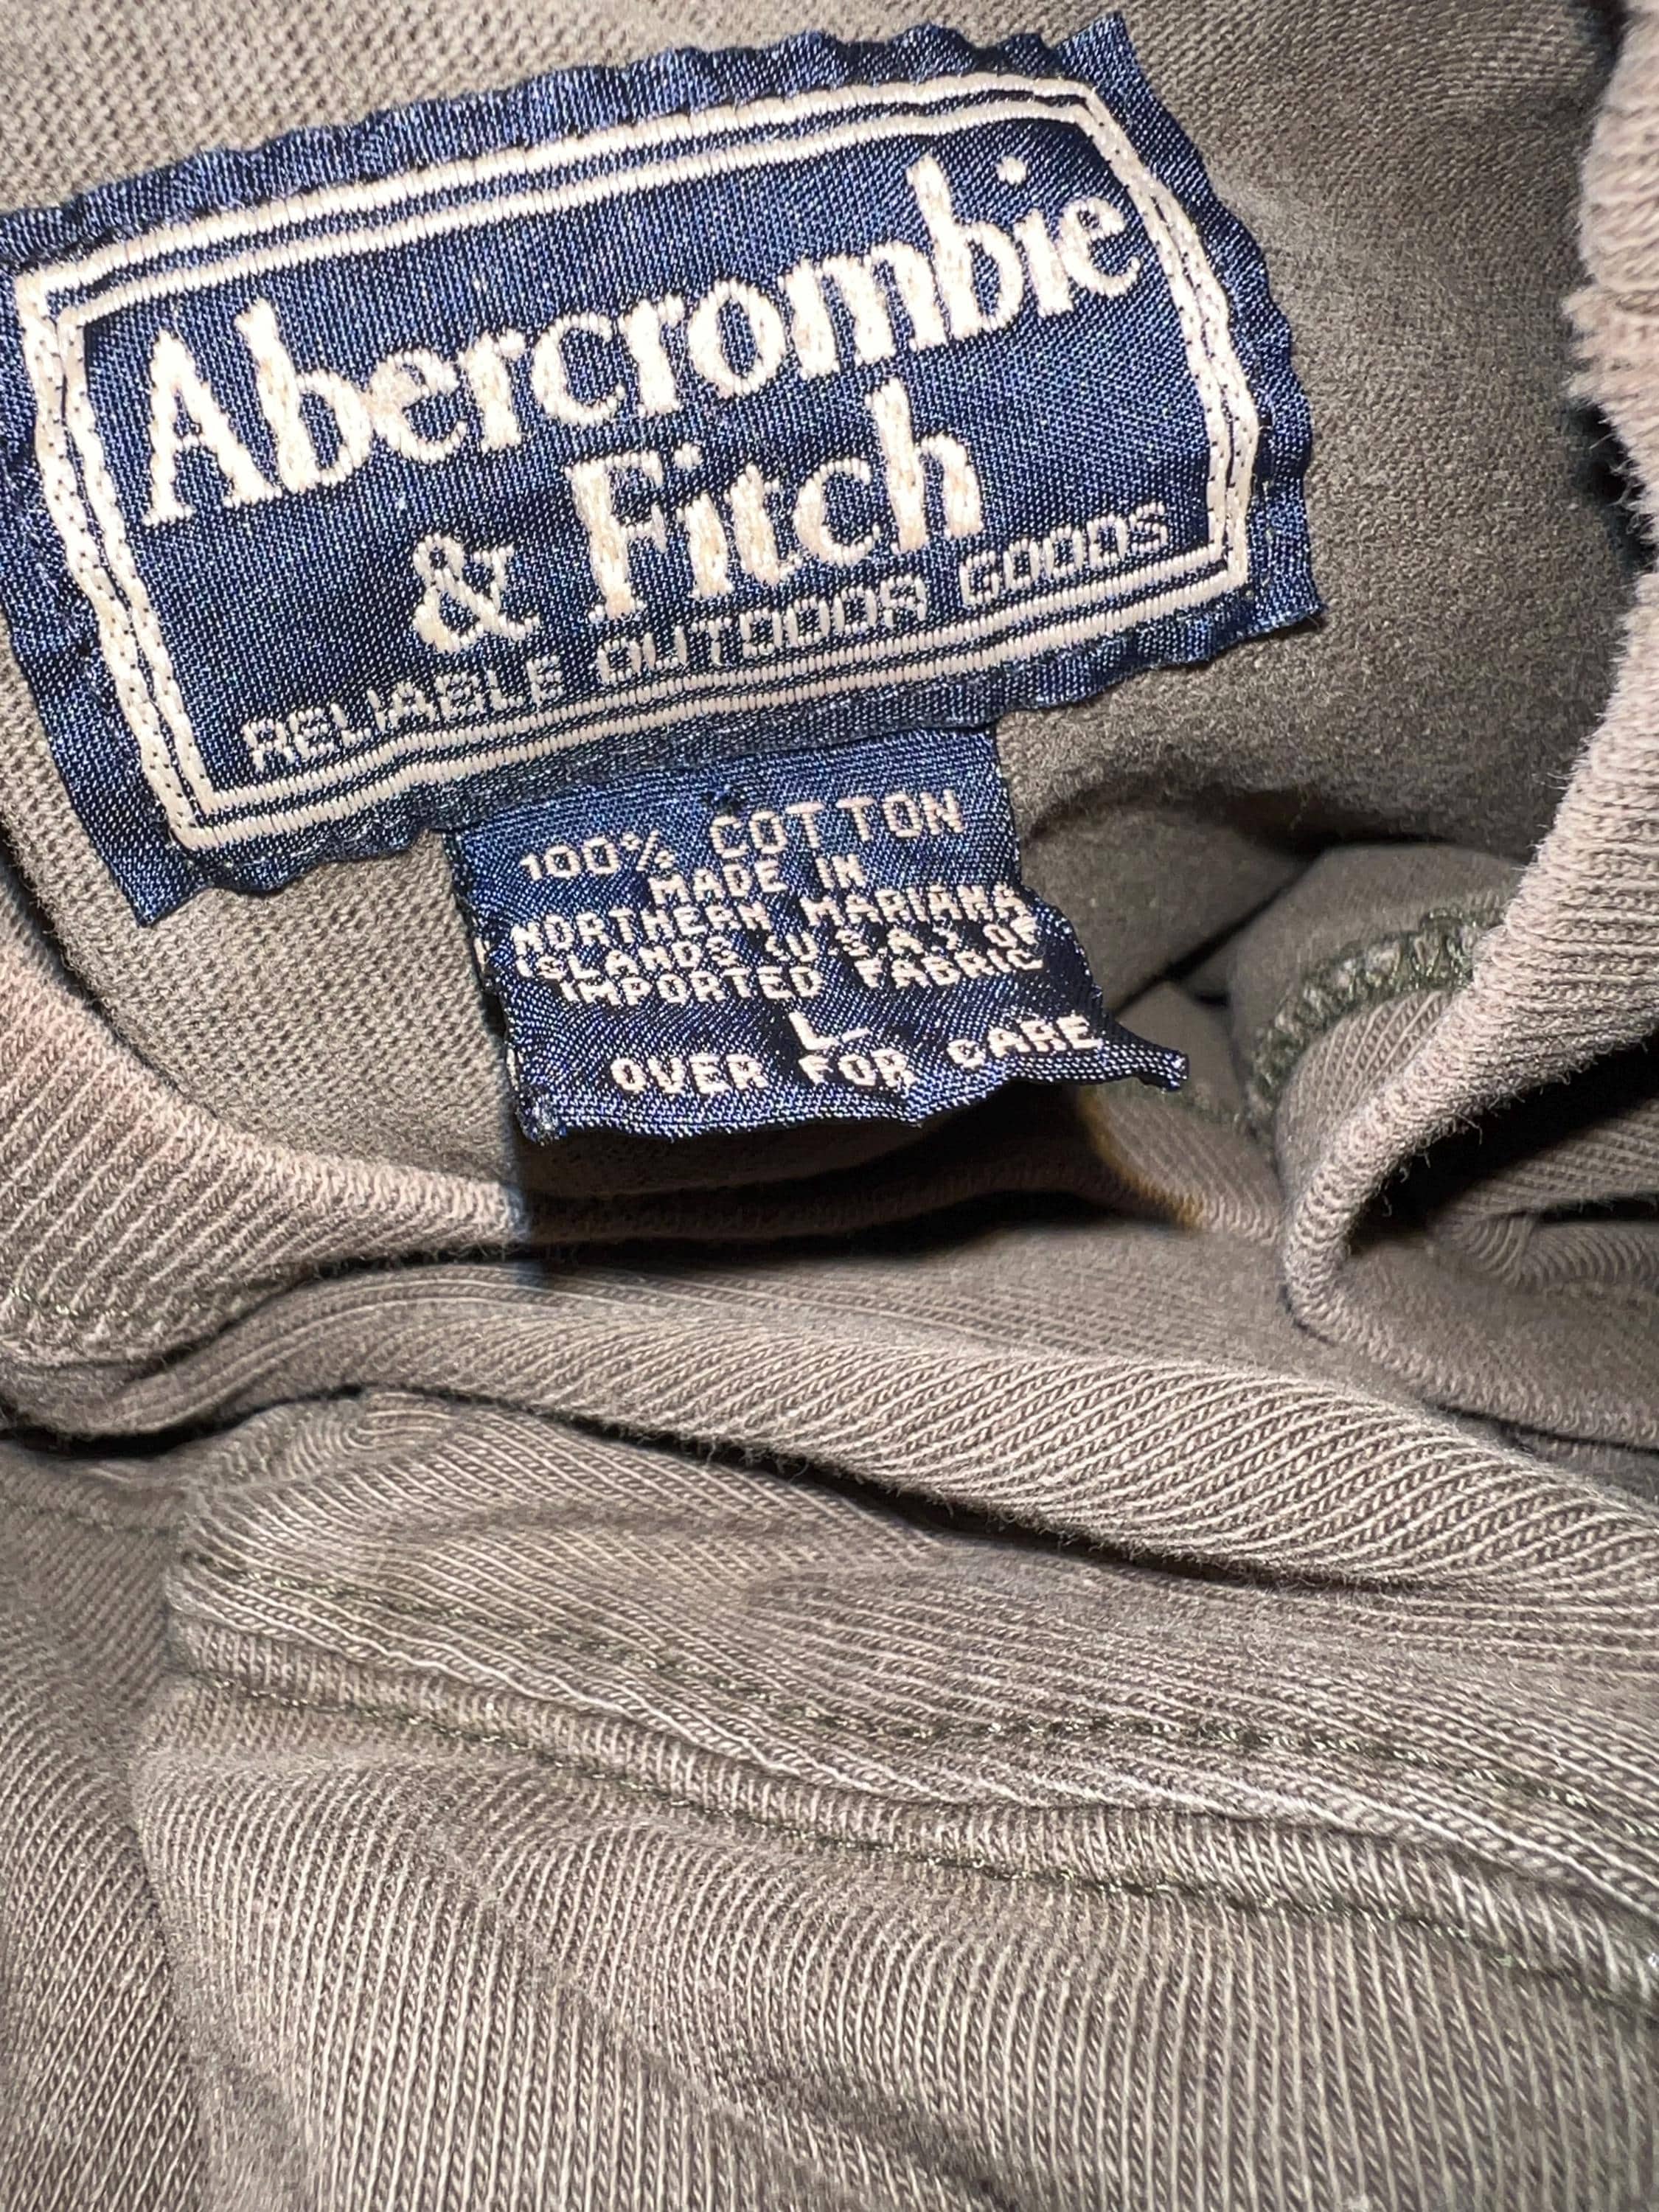 Abercrombie
& Fitch
RELIABLE OUTDOOR GOODS
100% COTTON
MADE IN
NORTHERN MARIANA
ISLANDS (U.S.A.) OF
IMPORTED FABRIC
L
OVER FOR CARE